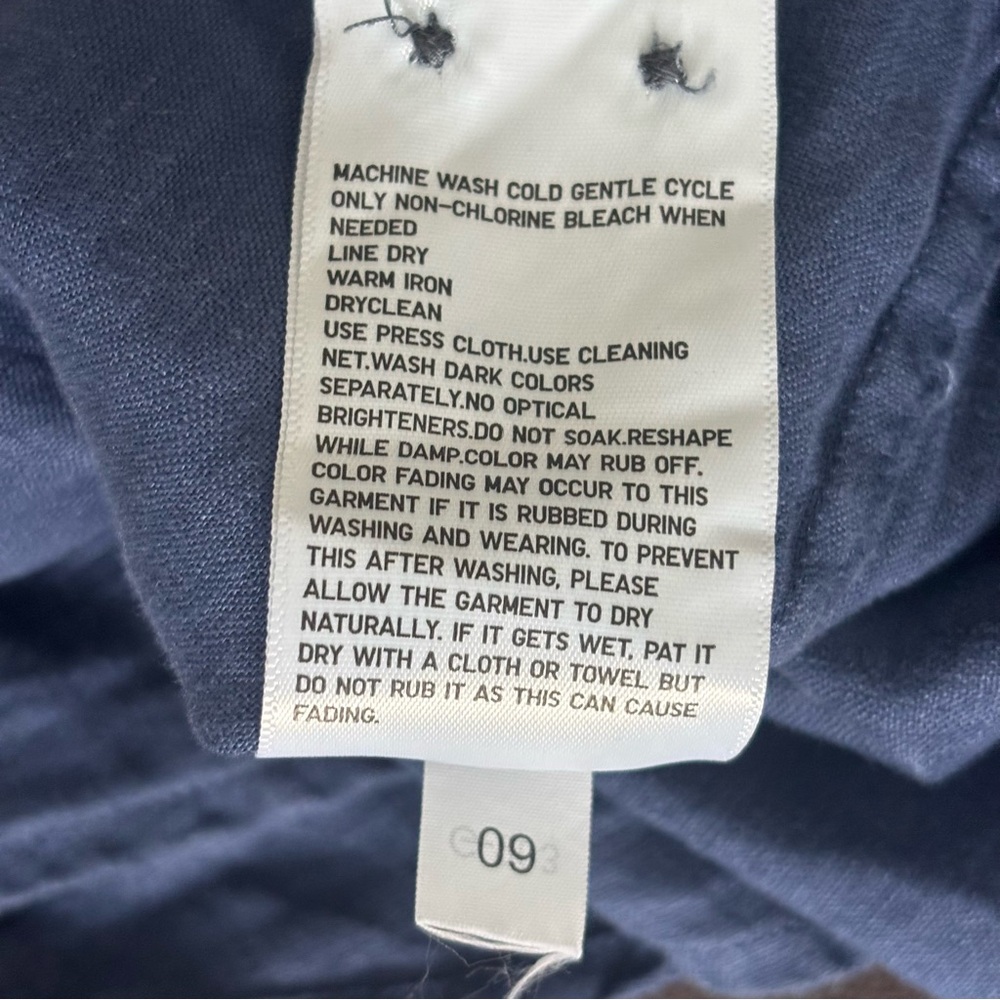 MACHINE WASH COLD GENTLE CYCLE
ONLY NON-CHLORINE BLEACH WHEN
NEEDED
LINE DRY
WARM IRON
DRYCLEAN
USE PRESS CLOTH.USE CLEANING
NET.WASH DARK COLORS
SEPARATELY.NO OPTICAL
BRIGHTENERS.DO NOT SOAK.RESHAPE
WHILE DAMP.COLOR MAY RUB OFF.
COLOR FADING MAY OCCUR TO THIS
GARMENT IF IT IS RUBBED DURING
WASHING AND WEARING. TO PREVENT
THIS AFTER WASHING, PLEASE
ALLOW THE GARMENT TO DRY
NATURALLY. IF IT GETS WET, PAT IT
DRY WITH A CLOTH OR TOWEL BUT
DO NOT RUB IT AS THIS CAN CAUSE
FADING.
09